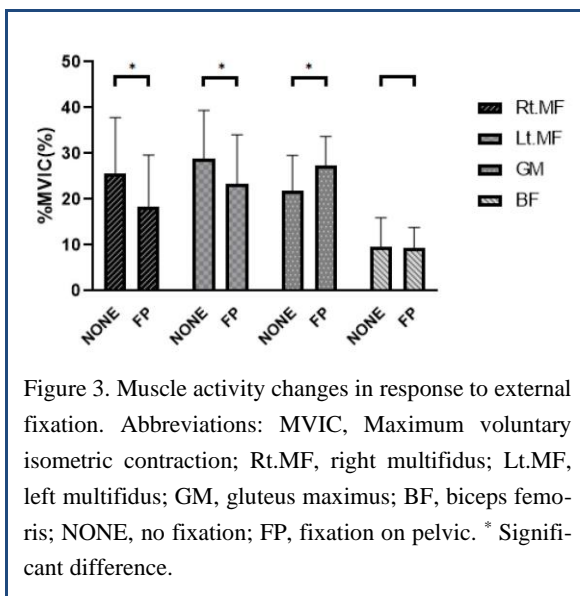 50
40
30
20
10
0
%MVIC(%)
* * *
NONE FP NONE FP NONE FP NONE FP
Rt.MF
Lt.MF
GM
BF
Figure 3. Muscle activity changes in response to external
fixation. Abbreviations: MVIC, Maximum voluntary
isometric contraction; Rt.MF, right multifidus; Lt.MF,
left multifidus; GM, gluteus maximus; BF, biceps femo-
ris; NONE, no fixation; FP, fixation on pelvic. * Signifi-
cant difference.